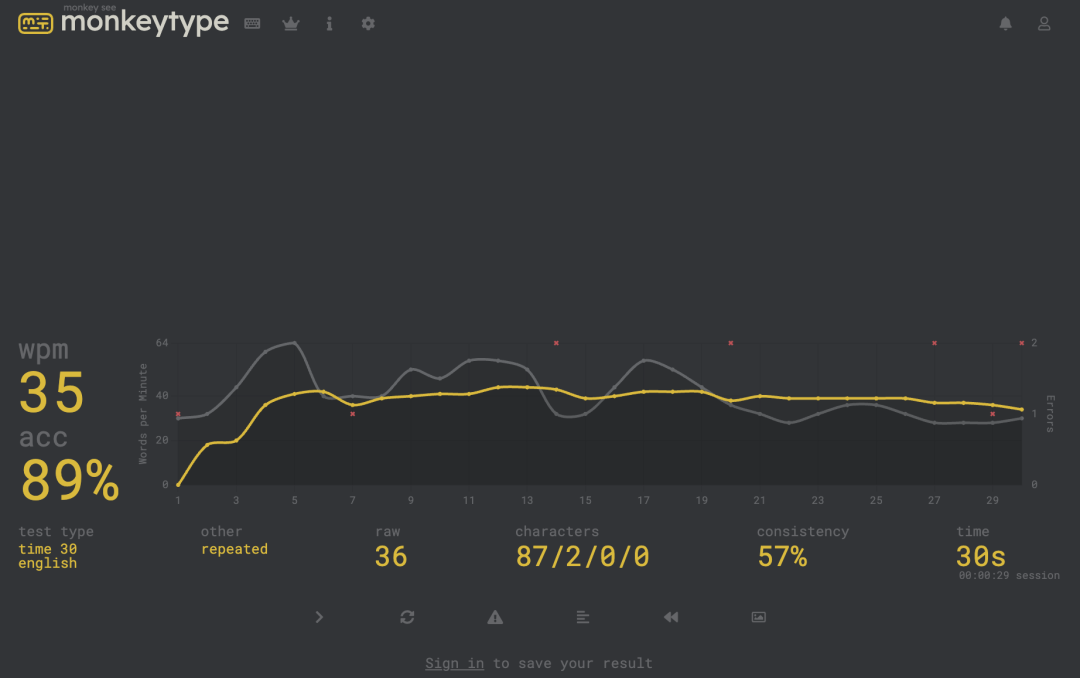 monkey see
monkeytype
wpm
35
acc
89%
Words per Minute
64
40
20
0
1 3 5 7 9 11 13 15 17 19 21 23 25 27 29
2
1
0
Errors
test type
time 30
english
other
repeated
raw
36
characters
87/2/0/0
consistency
57%
time
30s
00:00:29 session
Sign in to save your result